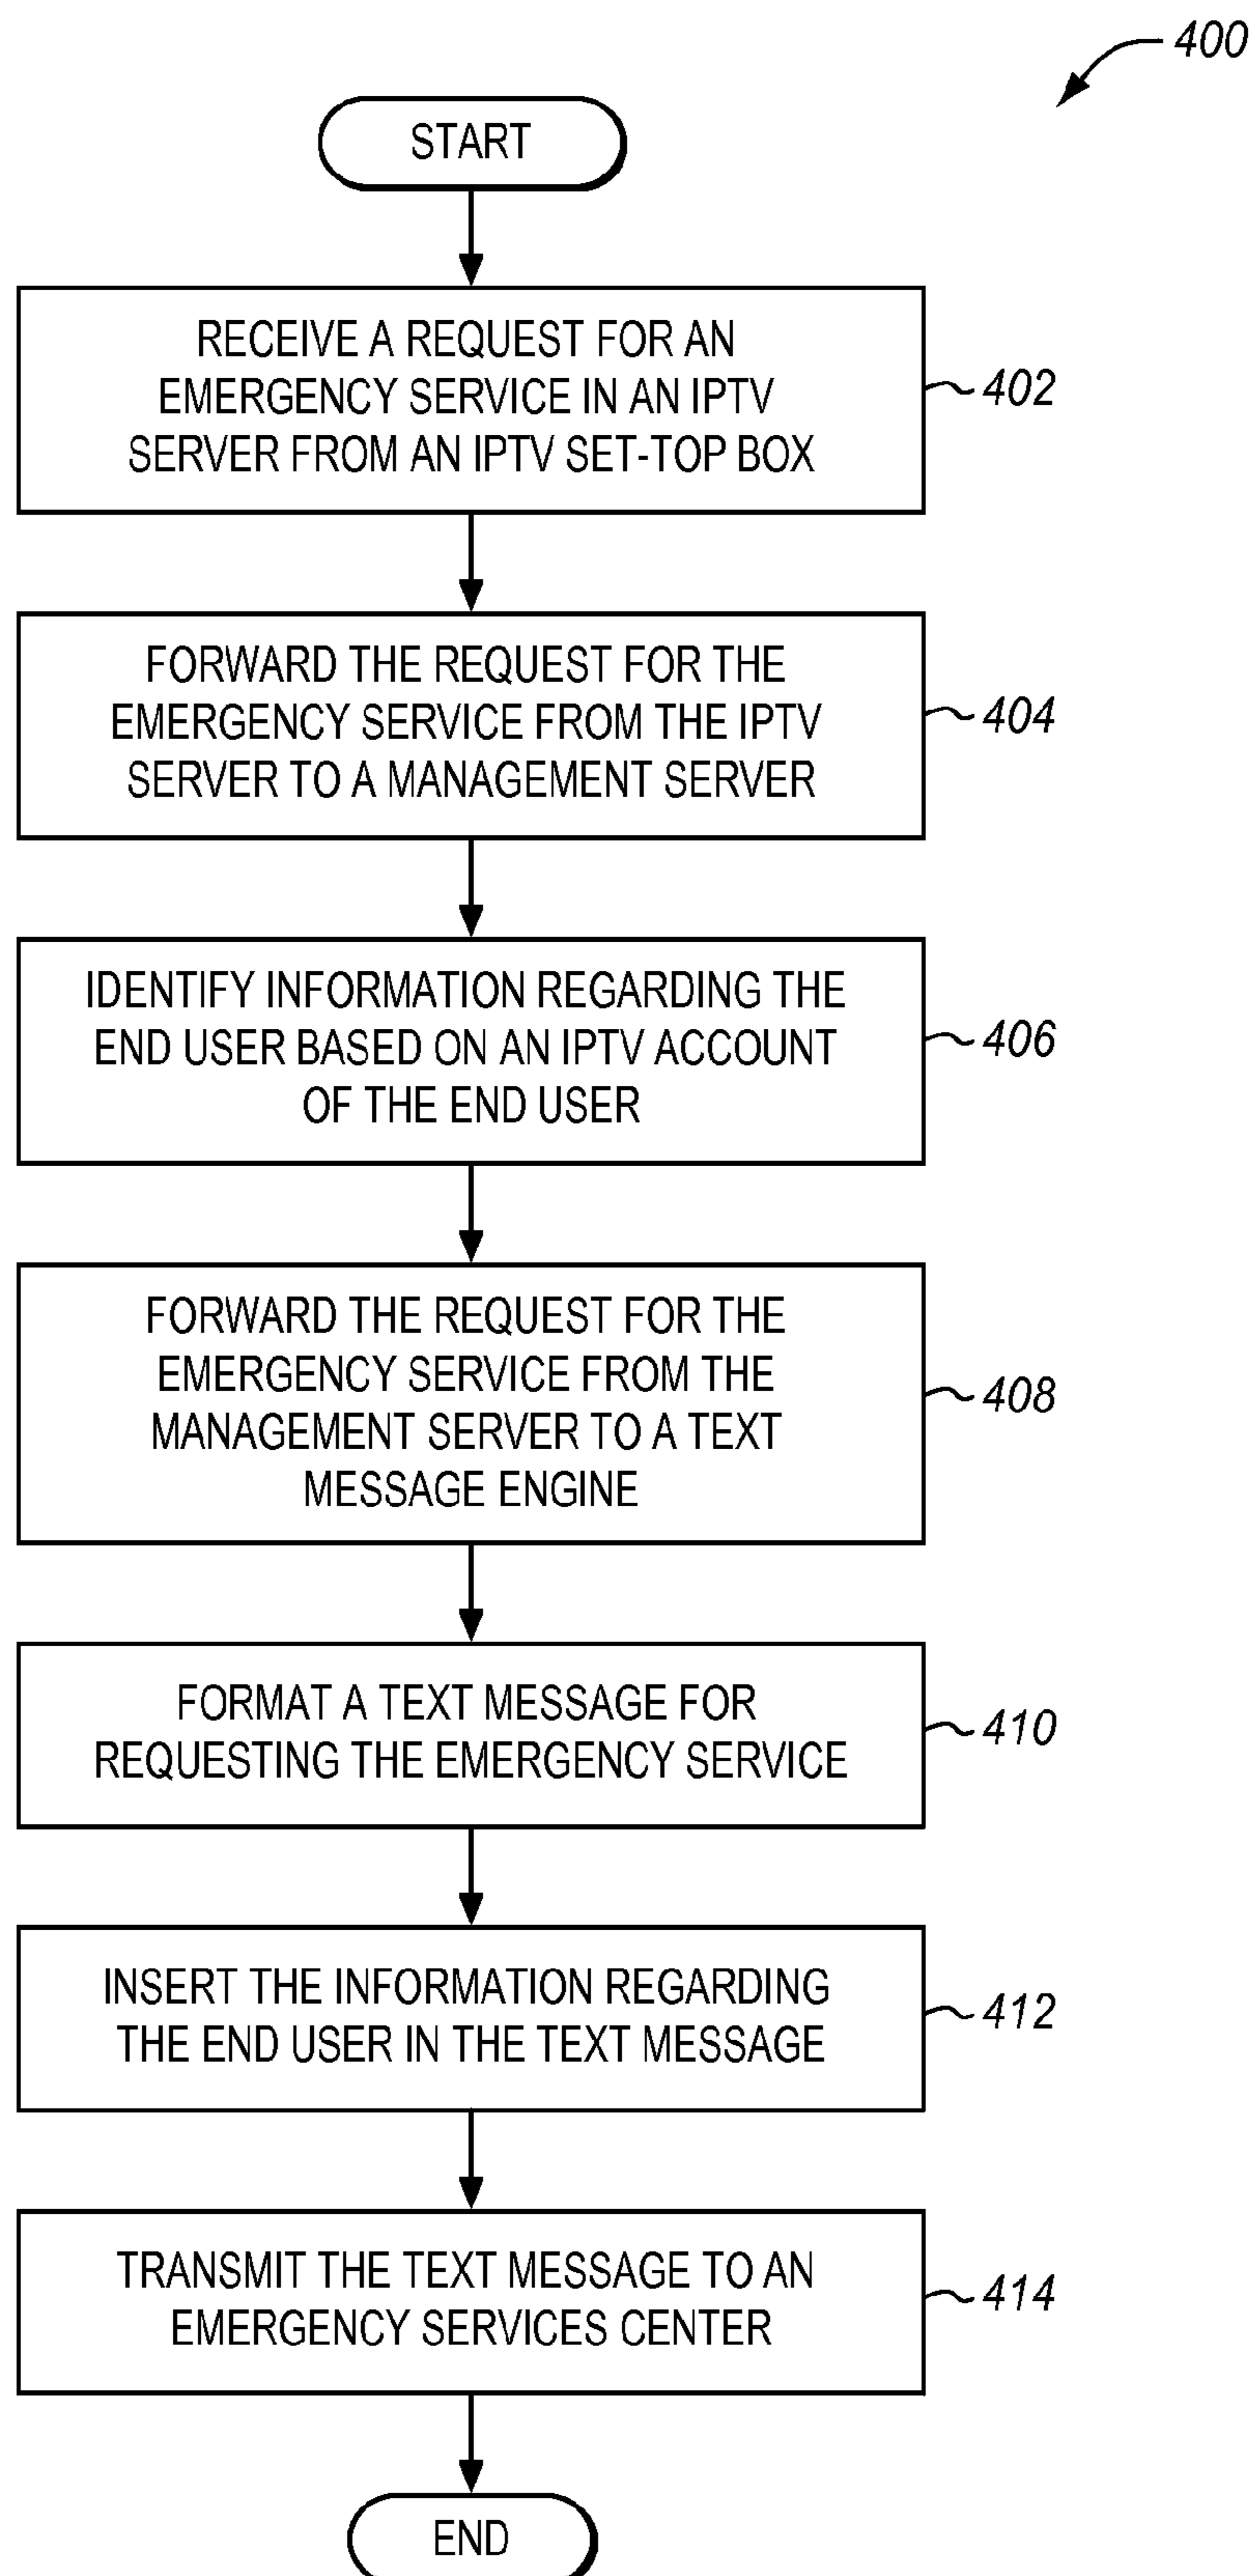 400
START
RECEIVE A REQUEST FOR AN
EMERGENCY SERVICE IN AN IPTV
SERVER FROM AN IPTV SET-TOP BOX
402
FORWARD THE REQUEST FOR THE
EMERGENCY SERVICE FROM THE IPTV
SERVER TO A MANAGEMENT SERVER
404
IDENTIFY INFORMATION REGARDING THE
END USER BASED ON AN IPTV ACCOUNT
OF THE END USER
406
FORWARD THE REQUEST FOR THE
EMERGENCY SERVICE FROM THE
MANAGEMENT SERVER TO A TEXT
MESSAGE ENGINE
408
FORMAT A TEXT MESSAGE FOR
REQUESTING THE EMERGENCY SERVICE
410
INSERT THE INFORMATION REGARDING
THE END USER IN THE TEXT MESSAGE
412
TRANSMIT THE TEXT MESSAGE TO AN
EMERGENCY SERVICES CENTER
414
END